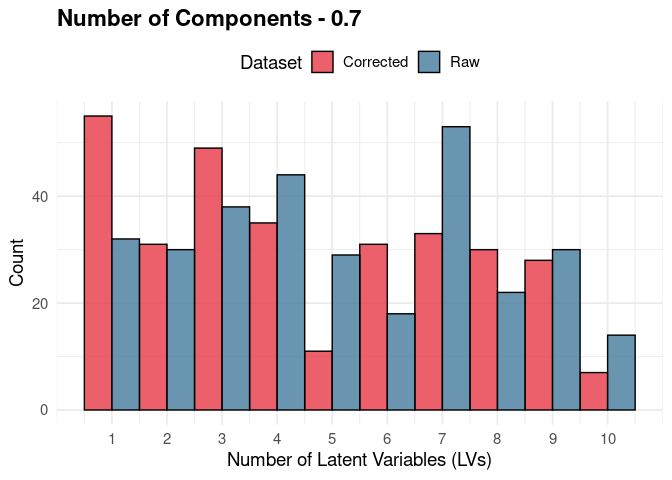 Number of Components - 0.7
Dataset Corrected Raw
Count
40
20
0
1 2 3 4 5 6 7 8 9 10
Number of Latent Variables (LVs)